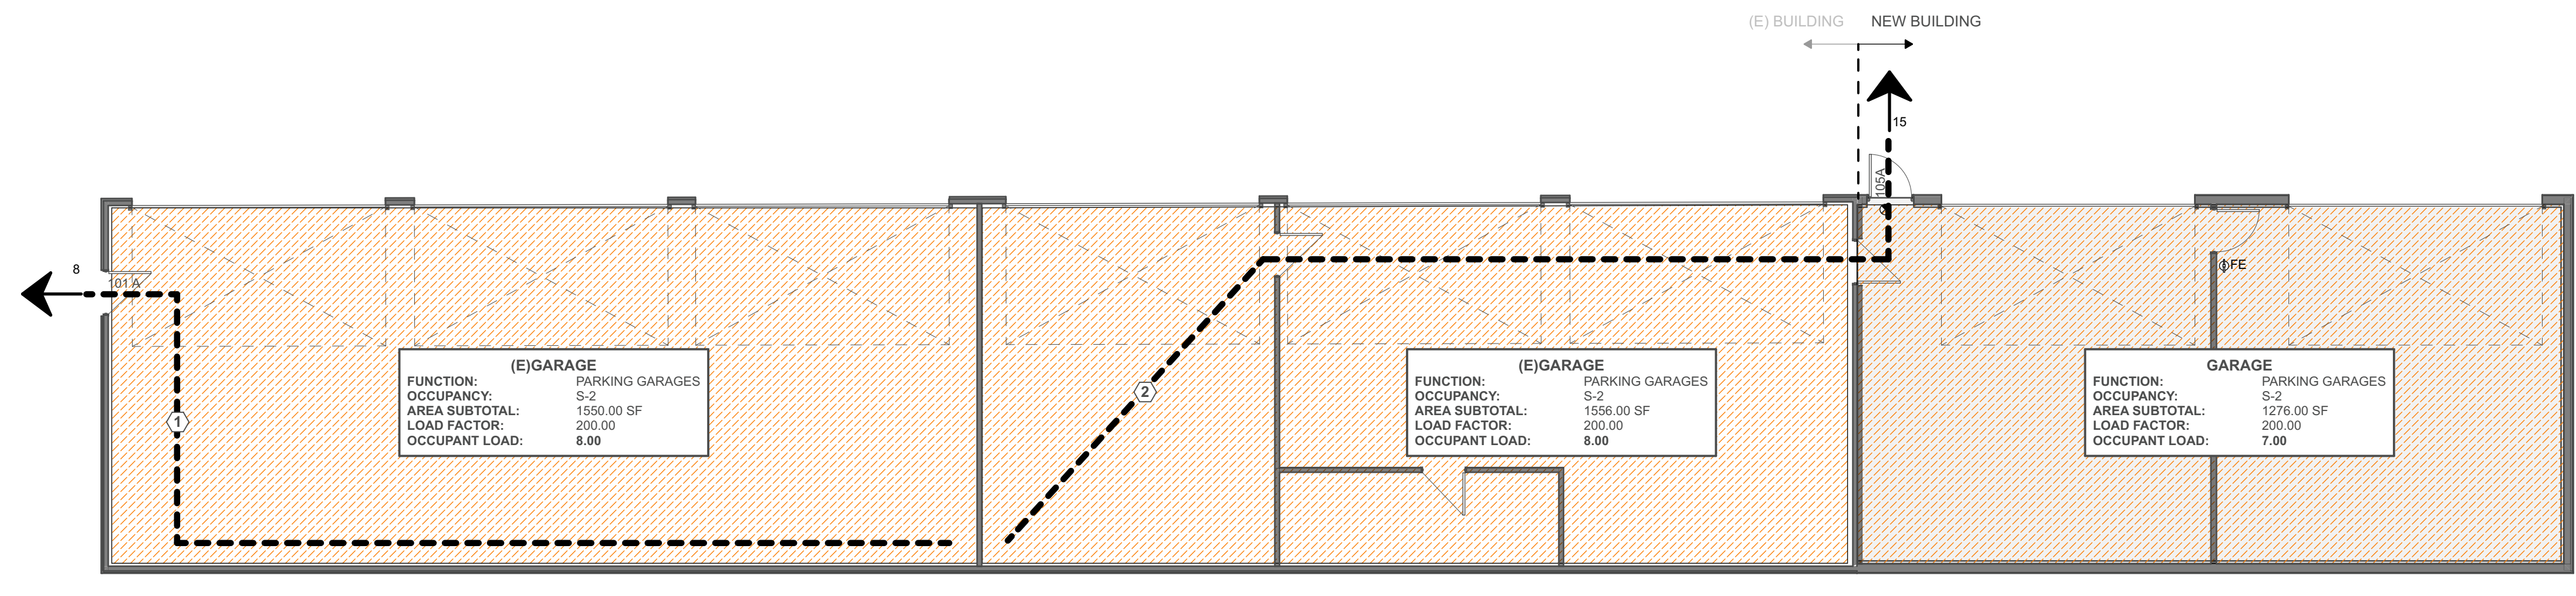 (E) BUILDING NEW BUILDING
15
105A
8
101 A
FE
(E)GARAGE
FUNCTION: PARKING GARAGES
OCCUPANCY: S-2
AREA SUBTOTAL: 1550.00 SF
LOAD FACTOR: 200.00
OCCUPANT LOAD: 8.00
1
2
(E)GARAGE
FUNCTION: PARKING GARAGES
OCCUPANCY: S-2
AREA SUBTOTAL: 1556.00 SF
LOAD FACTOR: 200.00
OCCUPANT LOAD: 8.00
GARAGE
FUNCTION: PARKING GARAGES
OCCUPANCY: S-2
AREA SUBTOTAL: 1276.00 SF
LOAD FACTOR: 200.00
OCCUPANT LOAD: 7.00